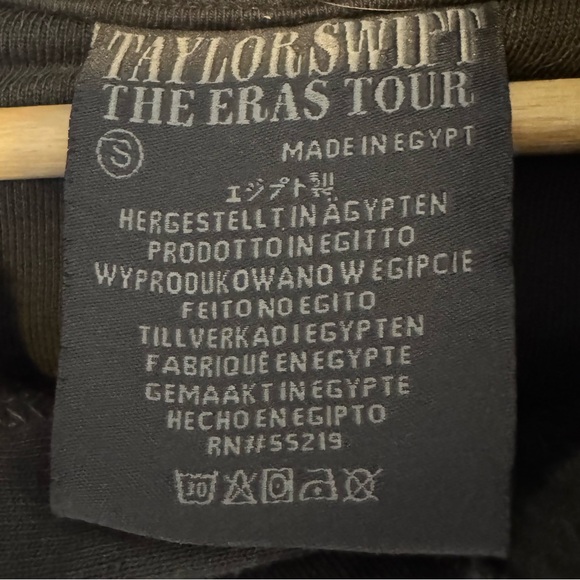 TAYLOR SWIFT
THE ERAS TOUR
S
MADE IN EGYPT
エジプト製
HERGESTELLT IN ÄGYPTEN
PRODOTTO IN EGITTO
WYPRODUKOWANO W EGIPCIE
FEITO NO EGITO
TILLVERKAD I EGYPTEN
FABRIQUÉ EN EGYPTE
GEMAAKT IN EGYPTE
HECHO EN EGIPTO
RN#55219
30